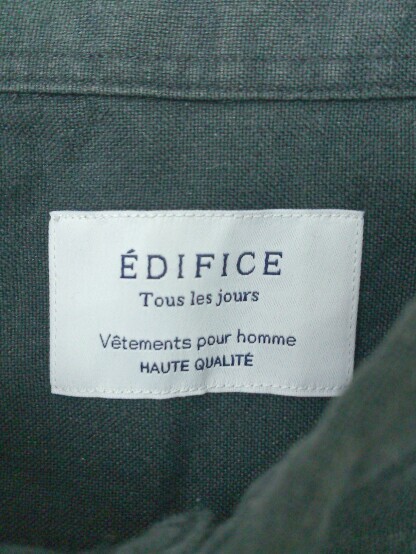 ÉDIFICE
Tous les jours
Vêtements pour homme
HAUTE QUALITÉ